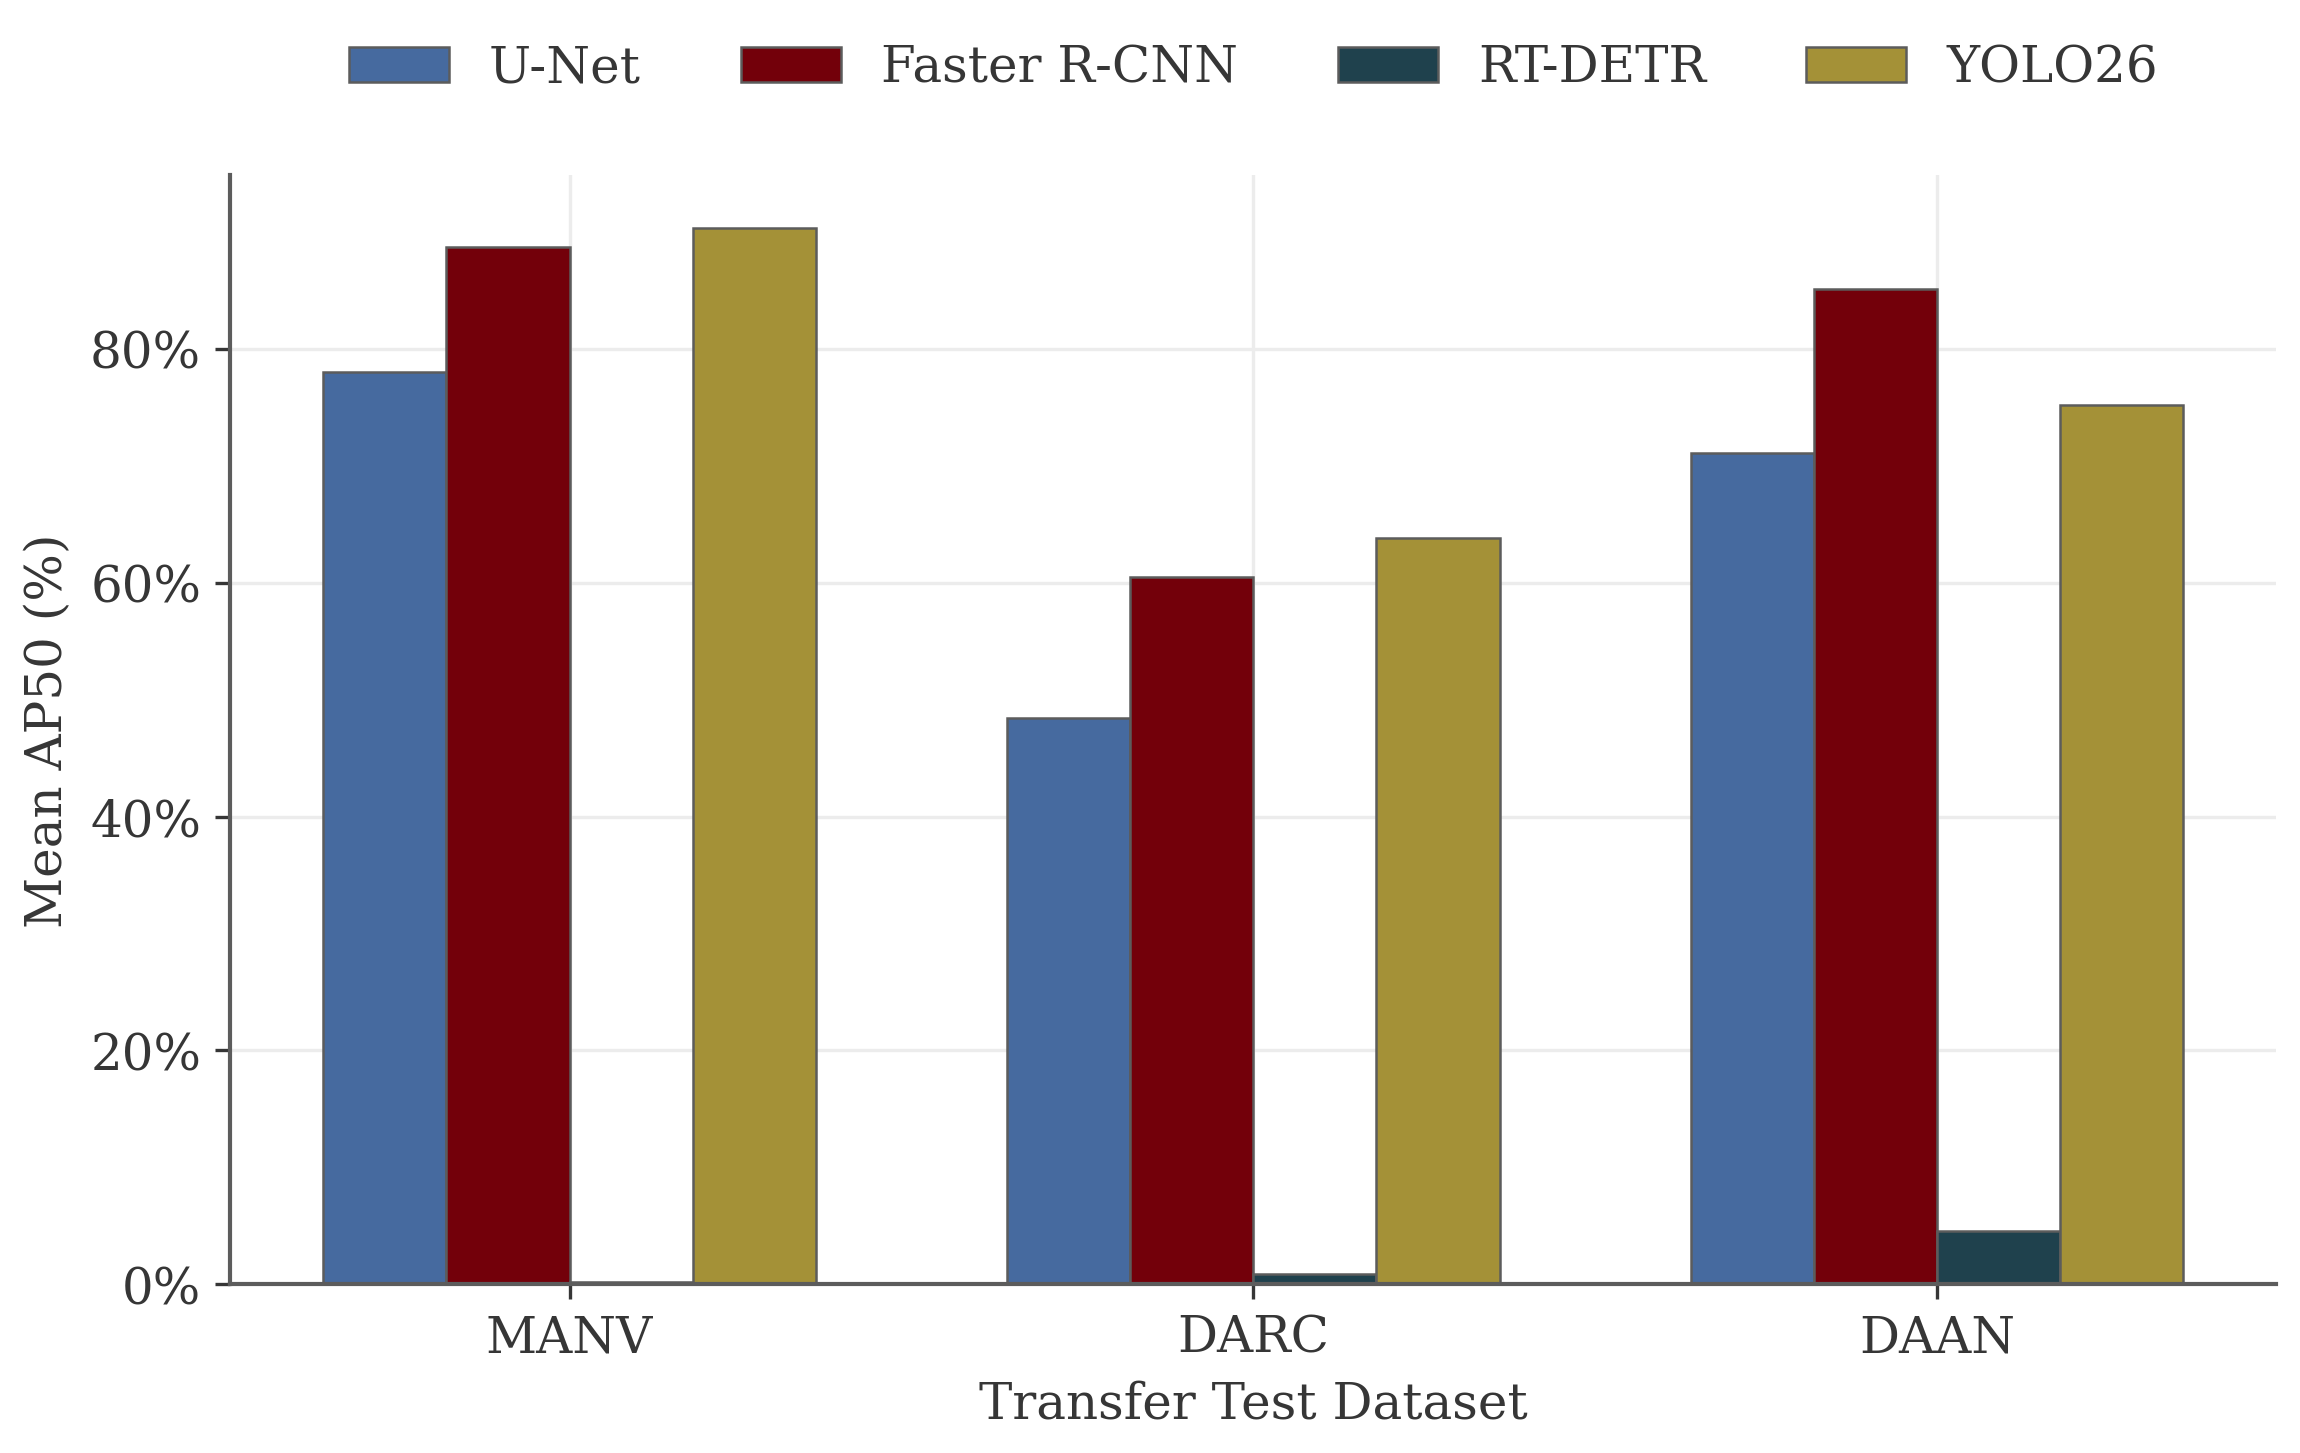 U-Net Faster R-CNN RT-DETR YOLO26
Mean AP50 (%)
80%
60%
40%
20%
0%
MANV DARC DAAN
Transfer Test Dataset